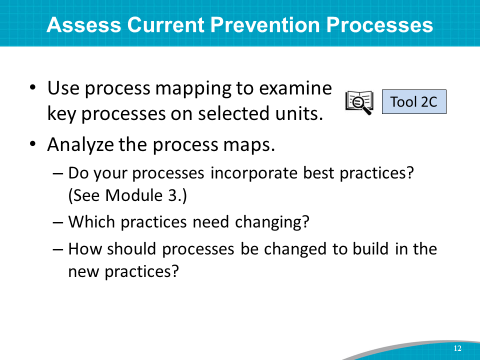 Assess Current Prevention Processes
• Use process mapping to examine
key processes on selected units.
Tool 2C
• Analyze the process maps.
– Do your processes incorporate best practices?
(See Module 3.)
– Which practices need changing?
– How should processes be changed to build in the
new practices?
12